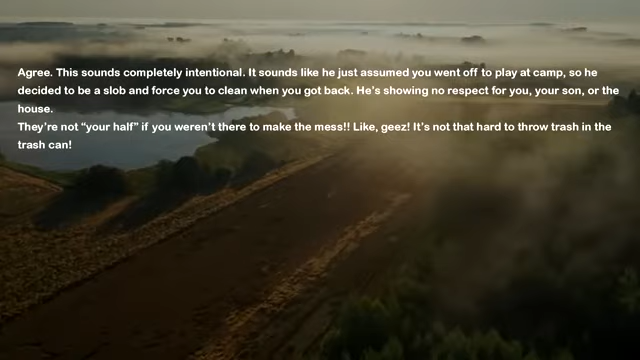 Agree. This sounds completely intentional. It sounds like he just assumed you went off to play at camp, so he
decided to be a slob and force you to clean when you got back. He's showing no respect for you, your son, or the
house.
They're not “your half” if you weren't there to make the mess!! Like, geez! It's not that hard to throw trash in the
trash can!